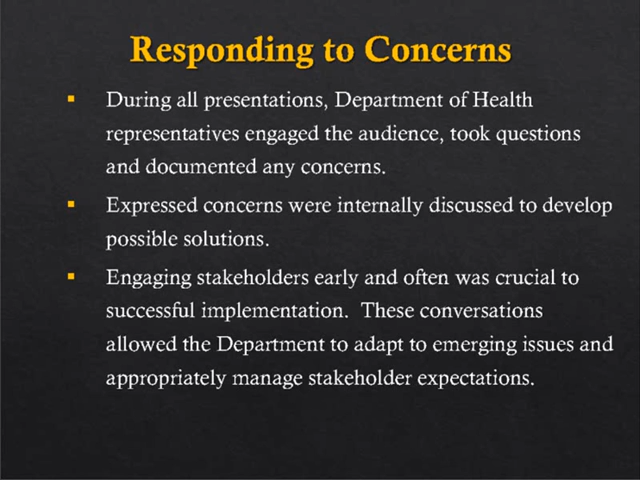 Responding to Concerns
▪ During all presentations, Department of Health
representatives engaged the audience, took questions
and documented any concerns.
▪ Expressed concerns were internally discussed to develop
possible solutions.
▪ Engaging stakeholders early and often was crucial to
successful implementation.  These conversations
allowed the Department to adapt to emerging issues and
appropriately manage stakeholder expectations.